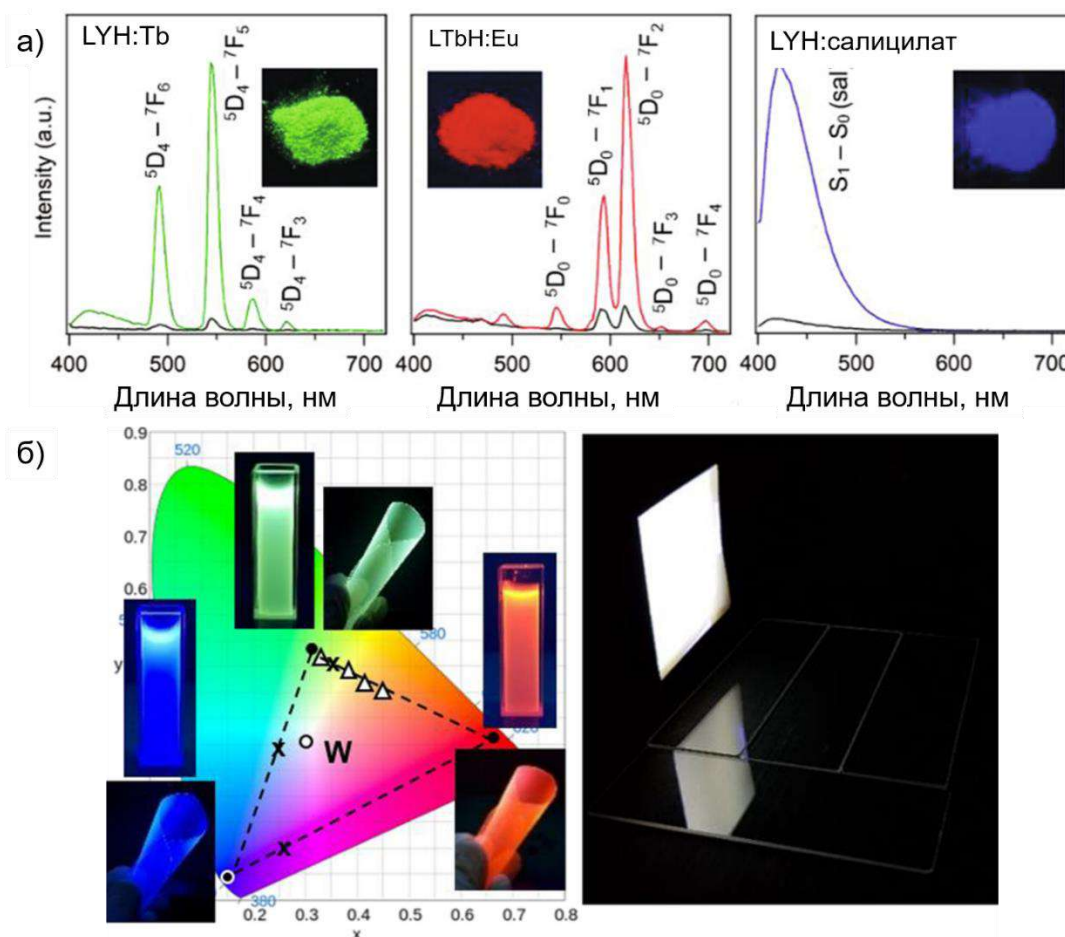 а)
LYH:Tb
LTbH:Eu
LYH:салицилат
Intensity (a.u.)
⁵D₄ – ⁷F₆
⁵D₄ – ⁷F₅
⁵D₄ – ⁷F₄
⁵D₄ – ⁷F₃
⁵D₀ – ⁷F₀
⁵D₀ – ⁷F₁
⁵D₀ – ⁷F₂
⁵D₀ – ⁷F₃
⁵D₀ – ⁷F₄
S₁ – S₀ (sal
400 500 600 700
400 500 600 700
400 500 600 700
Длина волны, нм
Длина волны, нм
Длина волны, нм
б)
0.9
0.8
0.7
0.6
520
580
620
380
y
W
0.2 0.3 0.4 0.5 0.6 0.7 0.8
x